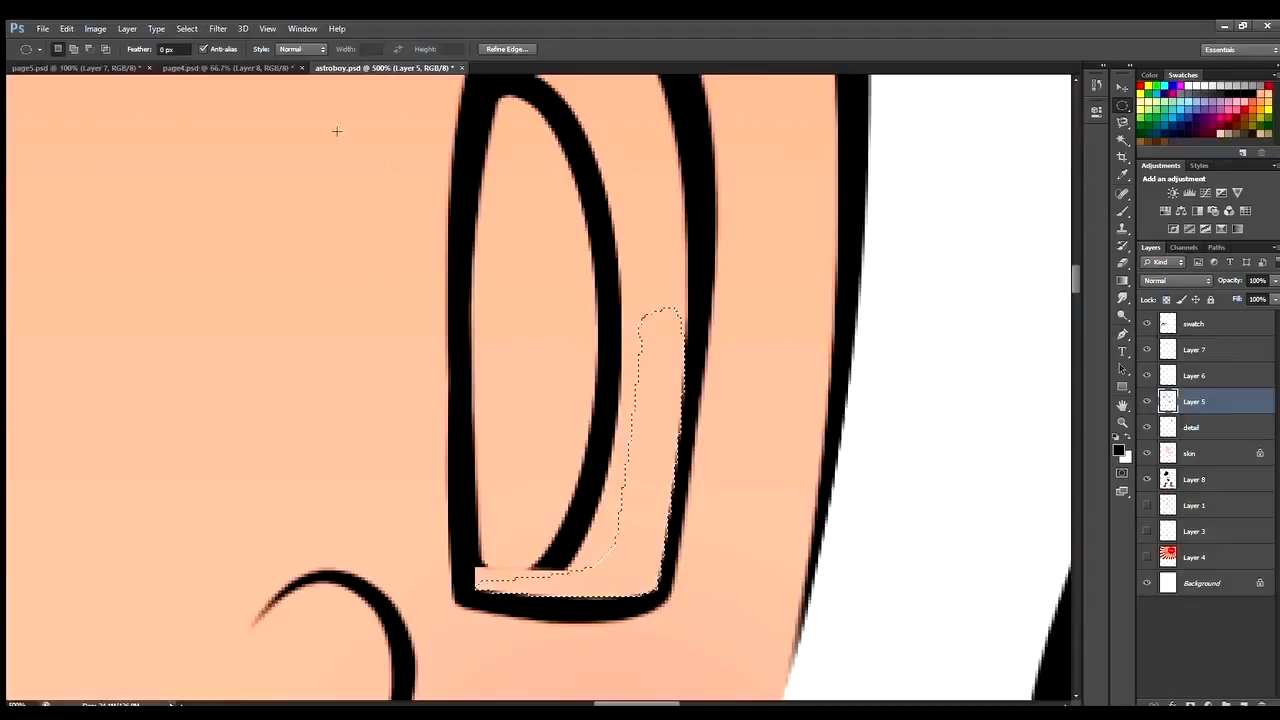 Ps File Edit Image Layer Type Select Filter 3D View Window Help
Feather: 0 px Anti-alias Style: Normal Width: Height: Refine Edge... Essentials
page5.psd @ 100% (Layer 7, RGB/8) * × page4.psd @ 66.7% (Layer 8, RGB/8) * × astroboy.psd @ 500% (Layer 5, RGB/8) * ×
Color Swatches
Adjustments Styles
Add an adjustment
Layers Channels Paths
Kind
Normal Opacity: 100%
Lock: Fill: 100%
swatch
Layer 7
Layer 6
Layer 5
detail
skin
Layer 8
Layer 1
Layer 3
Layer 4
Background